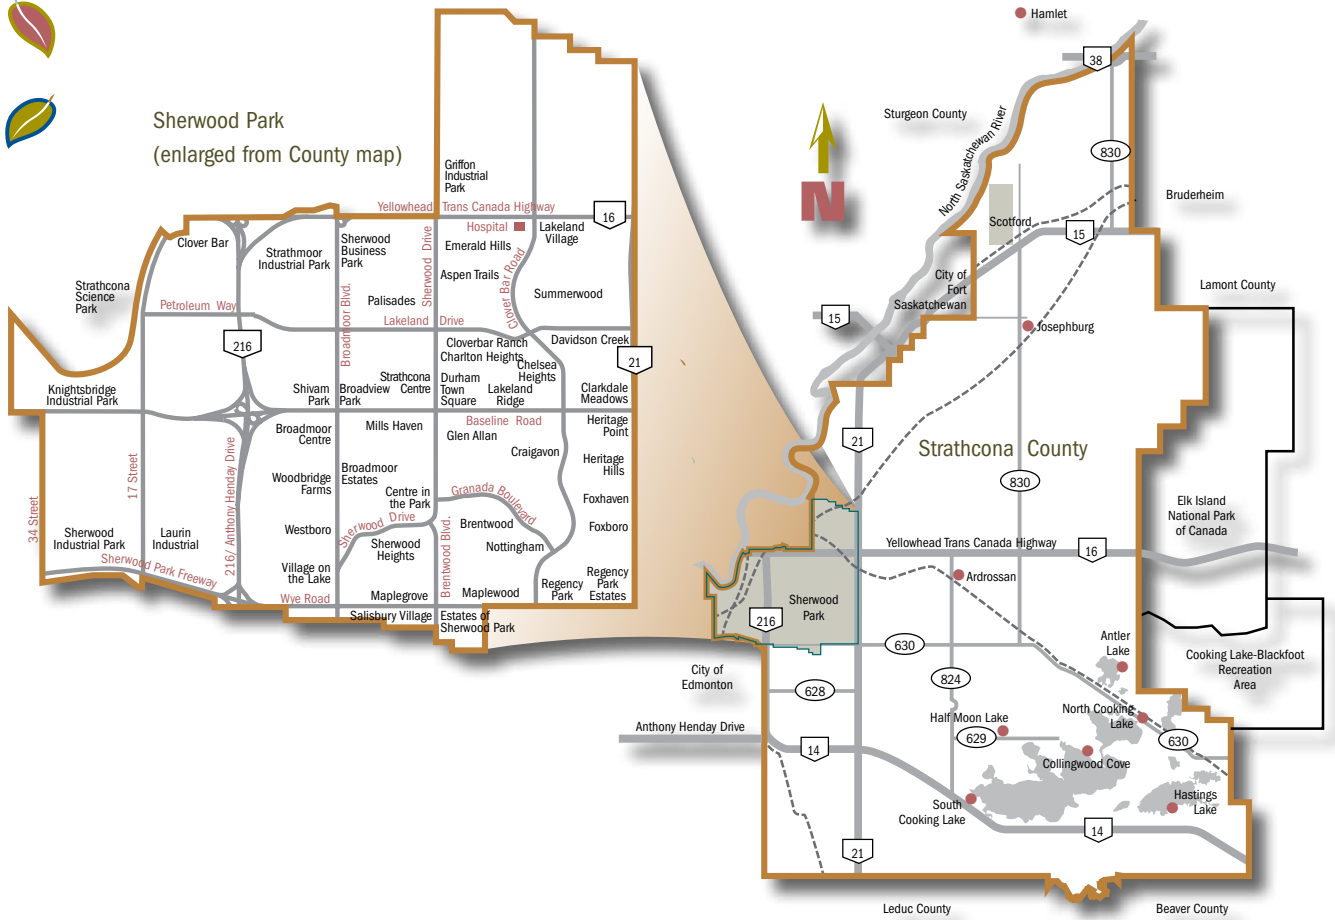 Sherwood Park
(enlarged from County map)
Griffon
Industrial
Park
Yellowhead Trans Canada Highway
16
Hospital
Lakeland
Village
Clover Bar
Strathmoor
Industrial Park
Sherwood
Business
Park
Sherwood Drive
Emerald Hills
Aspen Trails
Clover Bar Road
Summerwood
Strathcona
Science
Park
Petroleum Way
Palisades
Broadmoor Blvd.
Lakeland Drive
216
Cloverbar Ranch
Charlton Heights
Davidson Creek
21
Chelsea
Heights
Knightsbridge
Industrial Park
Shivam
Park
Broadview
Park
Strathcona
Centre
Durham
Town
Square
Lakeland
Ridge
Clarkdale
Meadows
Baseline Road
Broadmoor
Centre
Mills Haven
Glen Allan
Heritage
Point
Craigavon
Heritage
Hills
17 Street
216/ Anthony Henday Drive
Woodbridge
Farms
Broadmoor
Estates
Centre in
the Park
Granada Boulevard
Foxhaven
34 Street
Sherwood
Industrial Park
Laurin
Industrial
Westboro
Sherwood Drive
Brentwood Blvd.
Brentwood
Foxboro
Sherwood
Heights
Nottingham
Sherwood Park Freeway
Village on
the Lake
Regency
Park
Regency
Park
Estates
Wye Road
Maplegrove
Maplewood
Salisbury Village
Estates of
Sherwood Park
Hamlet
38
Sturgeon County
North Saskatchewan River
N
830
Bruderheim
Scotford
15
City of
Fort
Saskatchewan
Lamont County
15
Josephburg
21
Strathcona County
830
Elk Island
National Park
of Canada
Yellowhead Trans Canada Highway
16
Ardrossan
Sherwood
Park
216
630
Antler
Lake
Cooking Lake-Blackfoot
Recreation
Area
City of
Edmonton
628
824
Half Moon Lake
North Cooking
Lake
629
630
Anthony Henday Drive
14
Collingwood Cove
South
Cooking Lake
Hastings
Lake
14
21
Leduc County
Beaver County